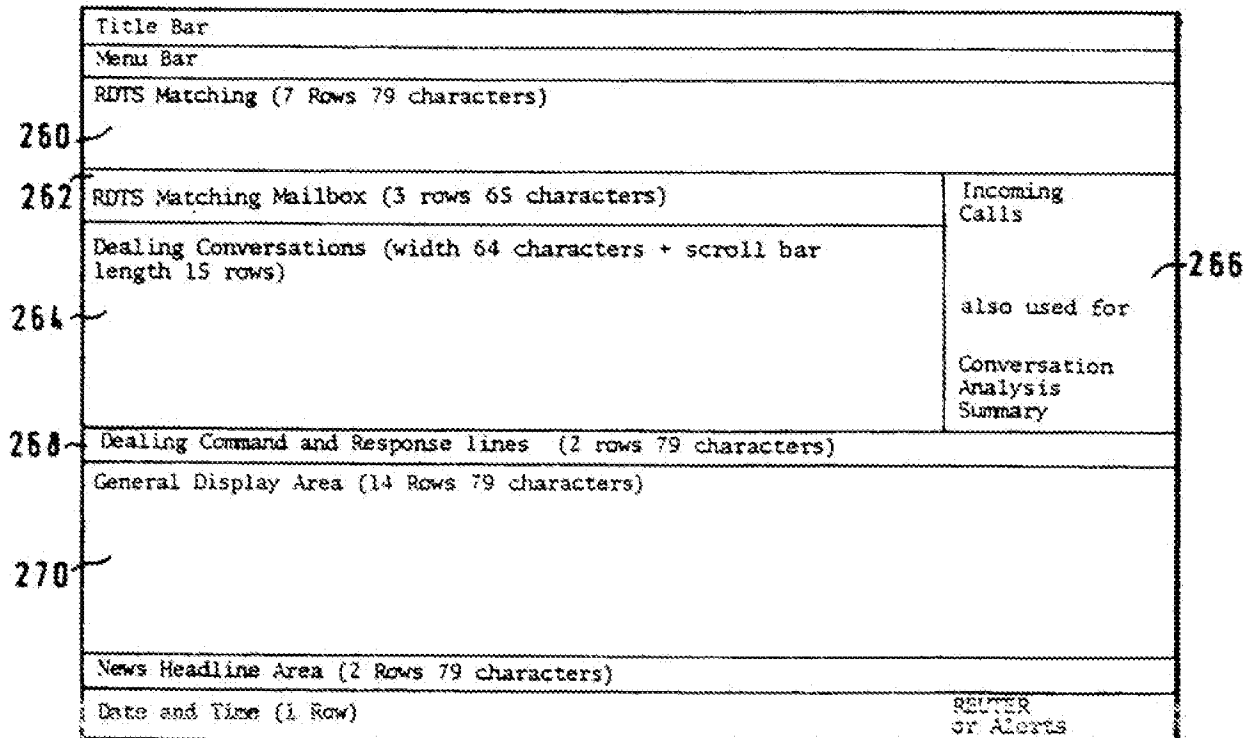 Title Bar
Menu Bar
RDTS Matching (7 Rows 79 characters)
260
262
RDTS Matching Mailbox (3 rows 65 characters)
Incoming
Calls
Dealing Conversations (width 64 characters + scroll bar
length 15 rows)
266
264
also used for
Conversation
Analysis
Summary
268
Dealing Command and Response lines (2 rows 79 characters)
General Display Area (14 Rows 79 characters)
270
News Headline Area (2 Rows 79 characters)
Date and Time (1 Row)
REUTER
or Alerts